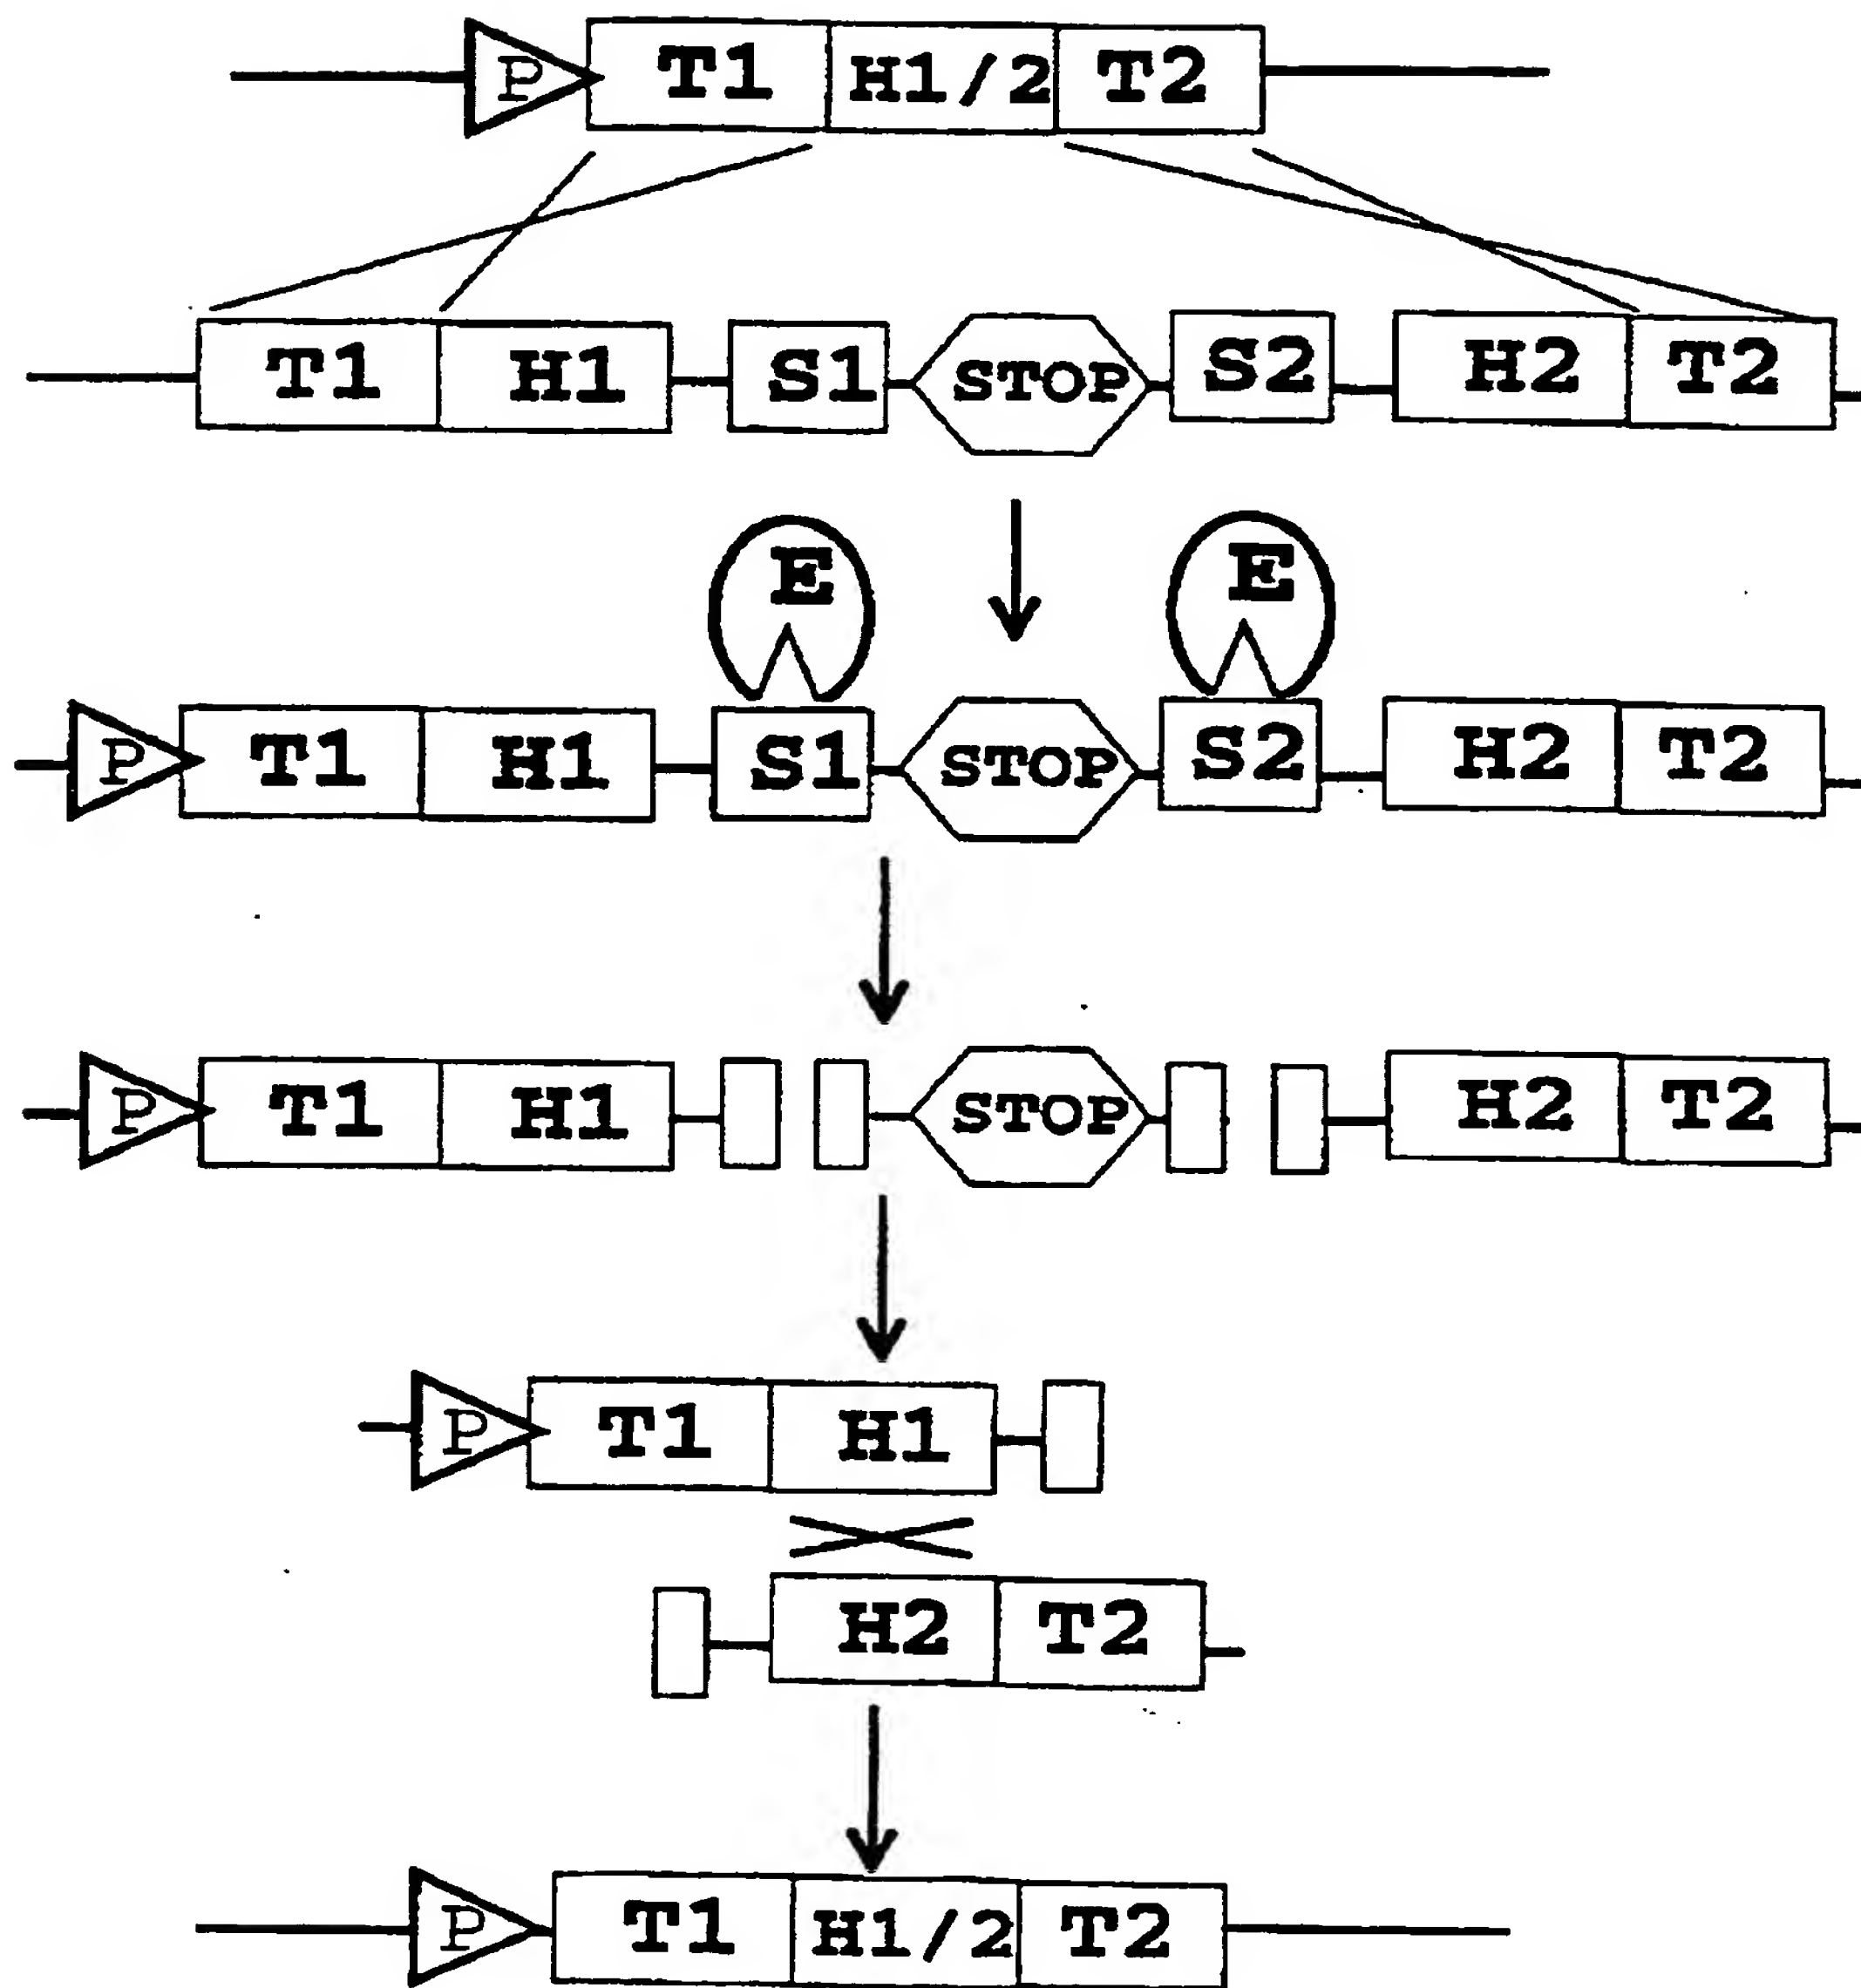 P T1 H1/2 T2
T1 H1 S1 STOP S2 H2 T2
E E
P T1 H1 S1 STOP S2 H2 T2
P T1 H1 STOP H2 T2
P T1 H1
H2 T2
P T1 H1/2 T2